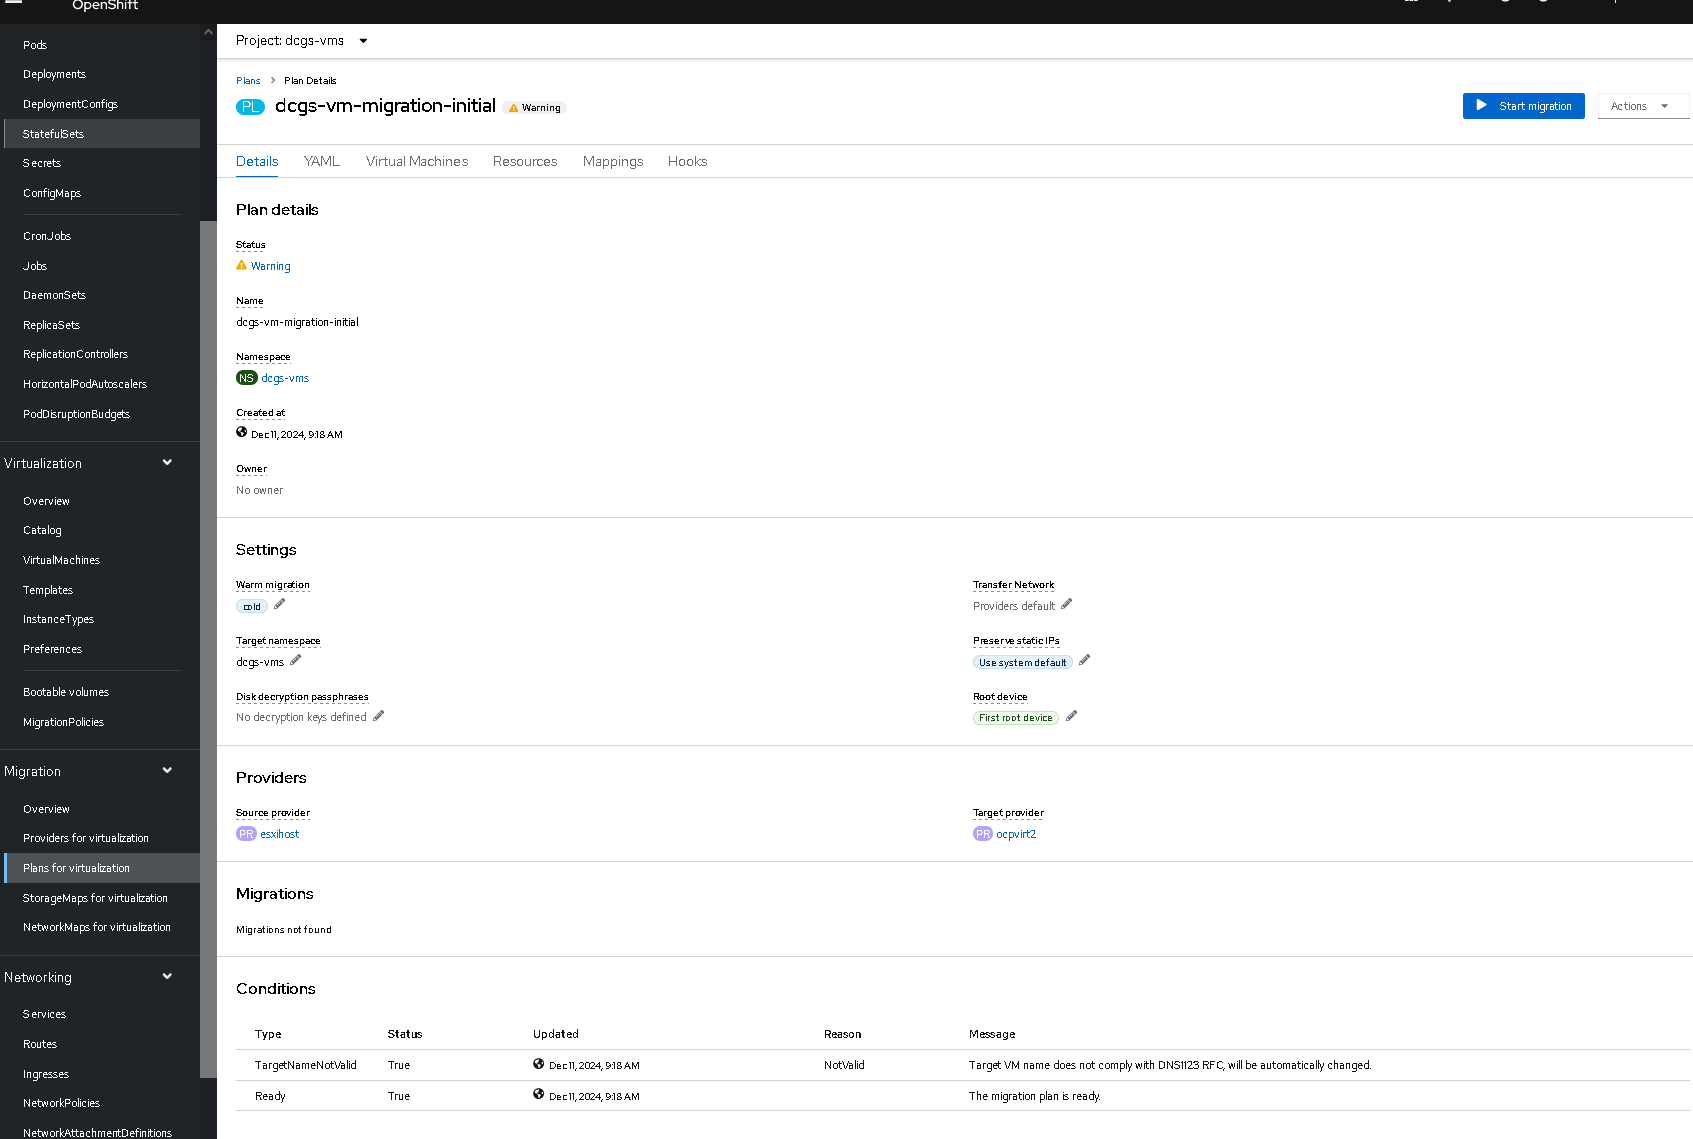 OpenShift
Pods
Deployments
DeploymentConfigs
StatefulSets
Secrets
ConfigMaps
CronJobs
Jobs
DaemonSets
ReplicaSets
ReplicationControllers
HorizontalPodAutoscalers
PodDisruptionBudgets
Virtualization
Overview
Catalog
VirtualMachines
Templates
InstanceTypes
Preferences
Bootable volumes
MigrationPolicies
Migration
Overview
Providers for virtualization
Plans for virtualization
StorageMaps for virtualization
NetworkMaps for virtualization
Networking
Services
Routes
Ingresses
NetworkPolicies
NetworkAttachmentDefinitions
Project: dcgs-vms
Plans > Plan Details
PL dcgs-vm-migration-initial Warning
Start migration Actions
Details YAML Virtual Machines Resources Mappings Hooks
Plan details
Status
Warning
Name
dcgs-vm-migration-initial
Namespace
NS dcgs-vms
Created at
Dec 11, 2024, 9:18 AM
Owner
No owner
Settings
Warm migration
cold
Target namespace
dcgs-vms
Disk decryption passphrases
No decryption keys defined
Transfer Network
Providers default
Preserve static IPs
Use system default
Root device
First root device
Providers
Source provider
PR esxihost
Target provider
PR ocpvirt2
Migrations
Migrations not found
Conditions
Type Status Updated Reason Message
TargetNameNotValid True Dec 11, 2024, 9:18 AM NotValid Target VM name does not comply with DNS1123 RFC, will be automatically changed.
Ready True Dec 11, 2024, 9:18 AM The migration plan is ready.